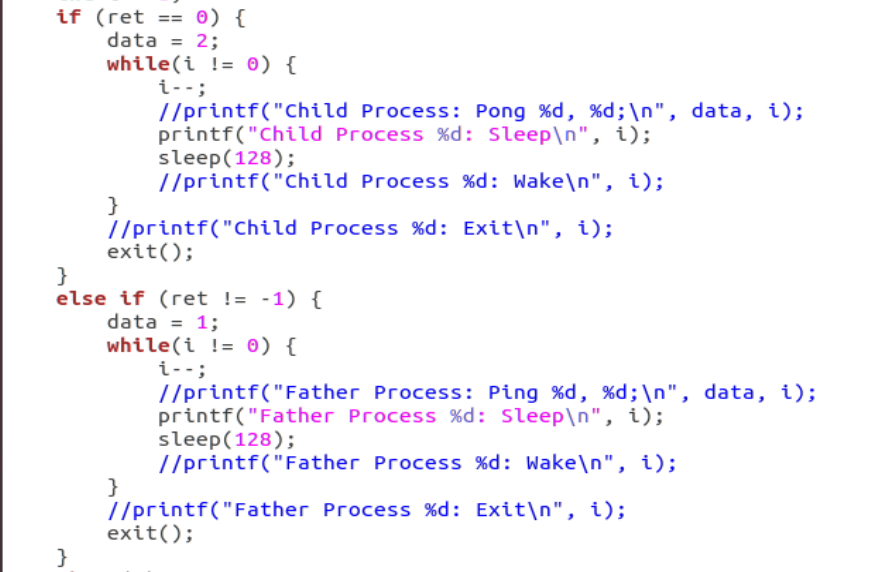 if (ret == 0) {
    data = 2;
    while(i != 0) {
        i--;
        //printf("Child Process: Pong %d, %d;\n", data, i);
        printf("Child Process %d: Sleep\n", i);
        sleep(128);
        //printf("Child Process %d: Wake\n", i);
    }
    //printf("Child Process %d: Exit\n", i);
    exit();
}
else if (ret != -1) {
    data = 1;
    while(i != 0) {
        i--;
        //printf("Father Process: Ping %d, %d;\n", data, i);
        printf("Father Process %d: Sleep\n", i);
        sleep(128);
        //printf("Father Process %d: Wake\n", i);
    }
    //printf("Father Process %d: Exit\n", i);
    exit();
}